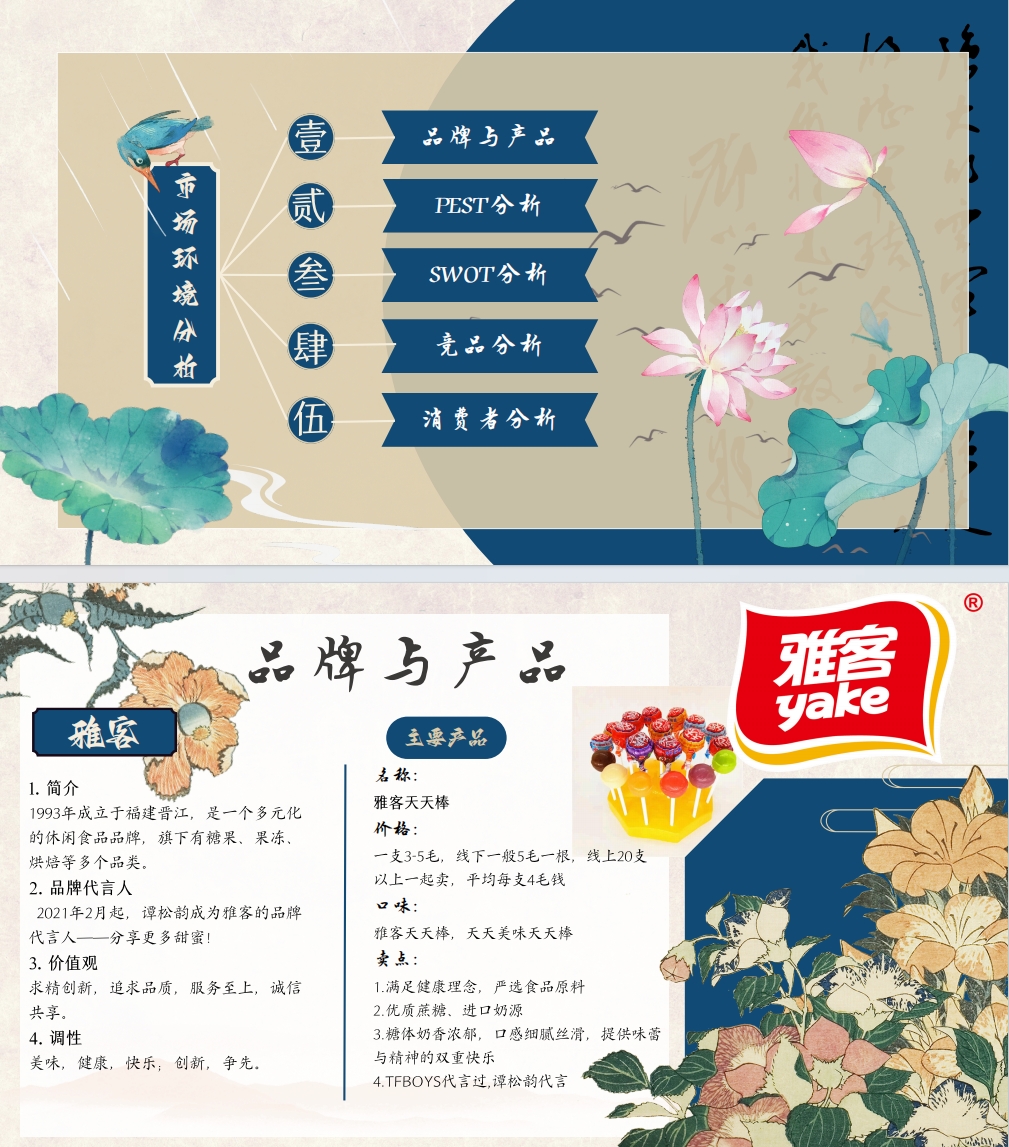 市场环境分析
壹
品牌与产品
贰
PEST分析
叁
SWOT分析
肆
竞品分析
伍
消费者分析
品牌与产品
雅客
yake
®
雅客
1. 简介
1993年成立于福建晋江，是一个多元化
的休闲食品品牌，旗下有糖果、果冻、
烘焙等多个品类。
2. 品牌代言人
2021年2月起，谭松韵成为雅客的品牌
代言人——分享更多甜蜜！
3. 价值观
求精创新，追求品质，服务至上，诚信
共享。
4. 调性
美味，健康，快乐；创新，争先。
主要产品
名称：
雅客天天棒
价格：
一支3-5毛，线下一般5毛一根，线上20支
以上一起卖，平均每支4毛钱
口味：
雅客天天棒，天天美味天天棒
卖点：
1.满足健康理念，严选食品原料
2.优质蔗糖、进口奶源
3.糖体奶香浓郁，口感细腻丝滑，提供味蕾
与精神的双重快乐
4.TFBOYS代言过,谭松韵代言